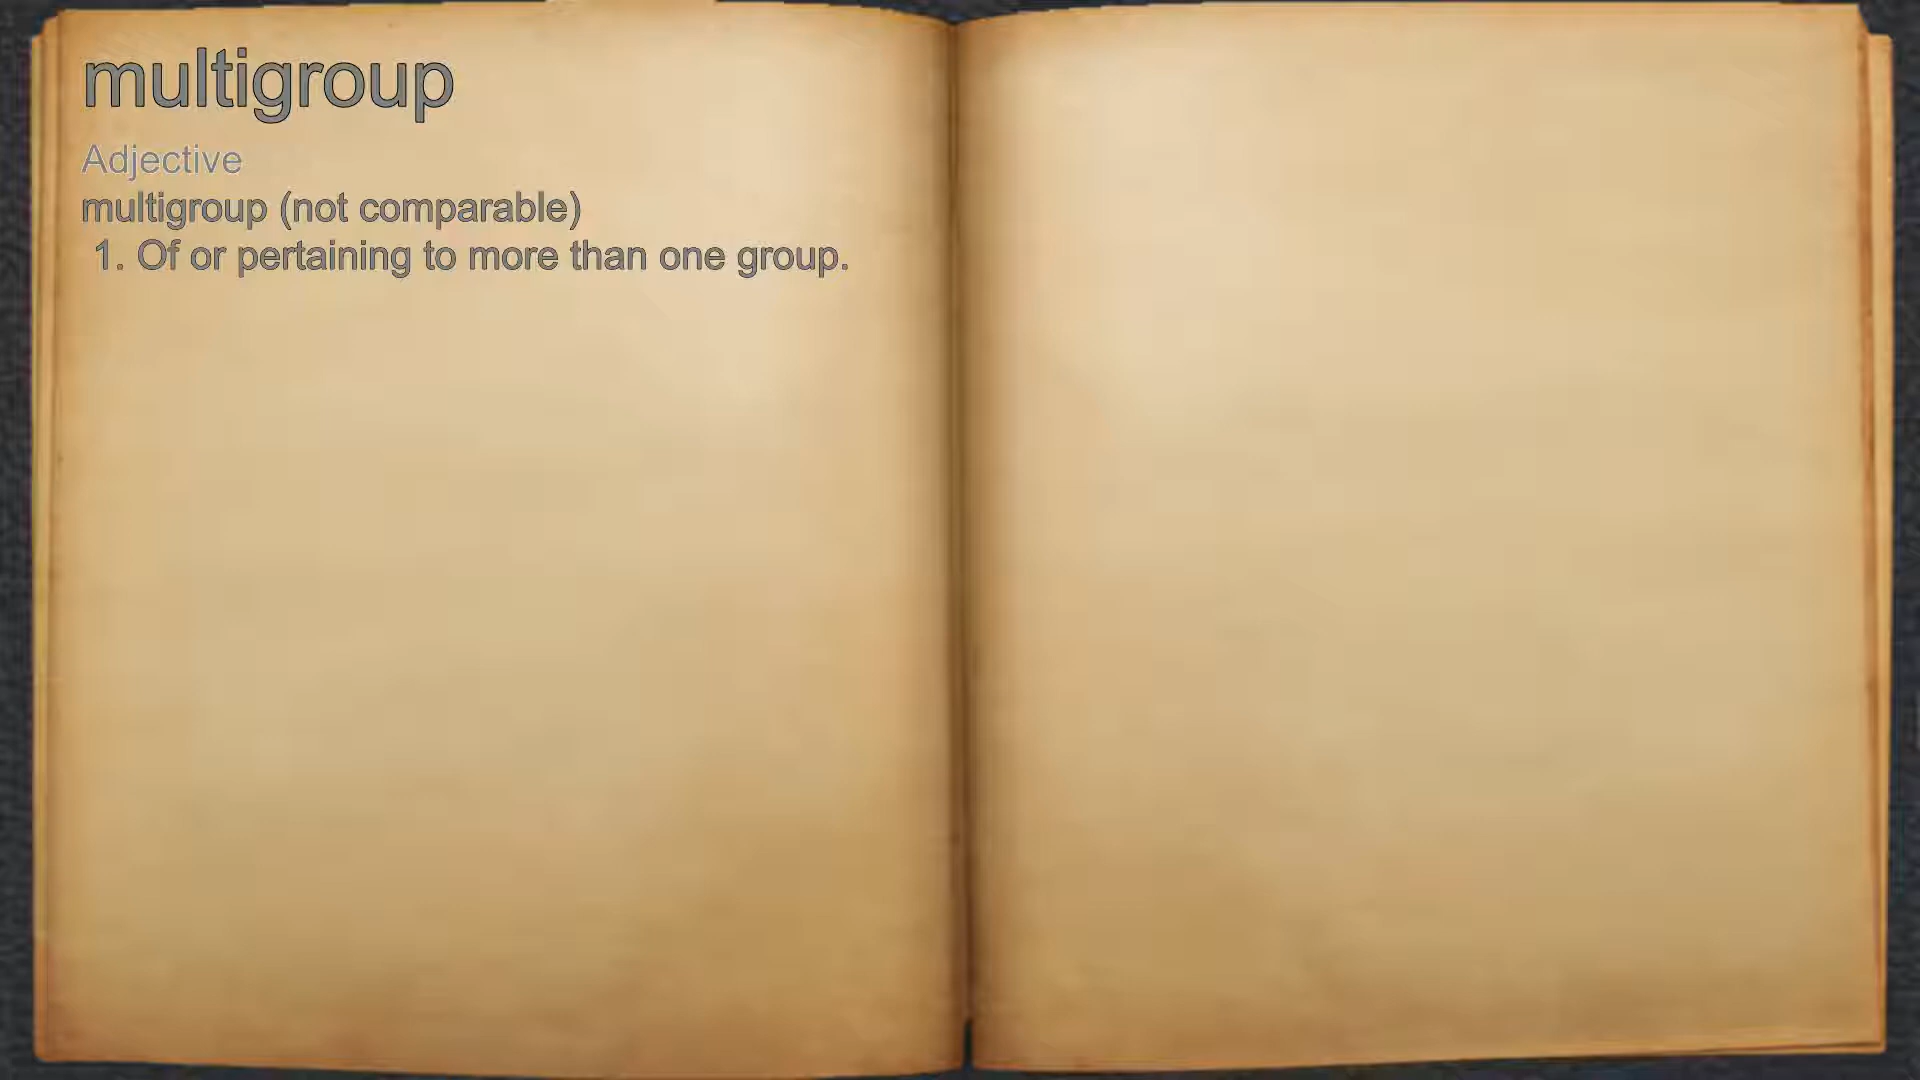 multigroup
Adjective
multigroup (not comparable)
1. Of or pertaining to more than one group.